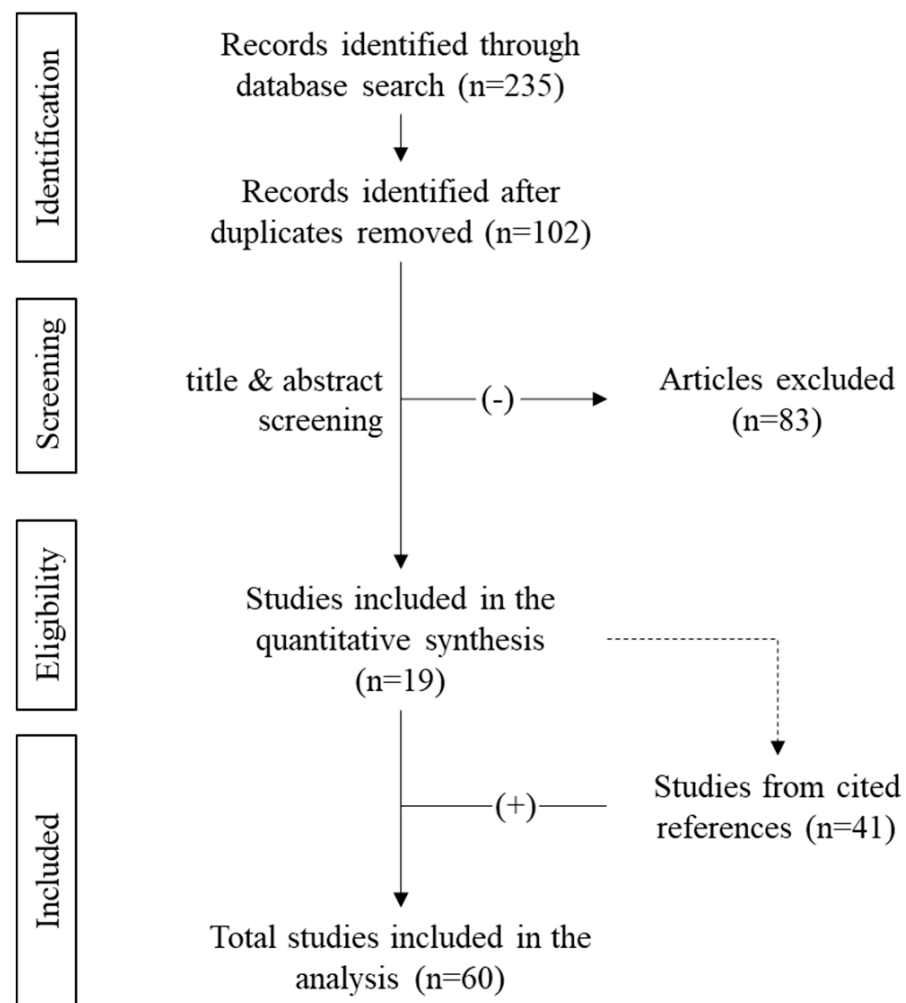 Identification
Records identified through
database search (n=235)
Records identified after
duplicates removed (n=102)
Screening
title & abstract
screening
(-)
Articles excluded
(n=83)
Eligibility
Studies included in the
quantitative synthesis
(n=19)
Included
(+)
Studies from cited
references (n=41)
Total studies included in the
analysis (n=60)